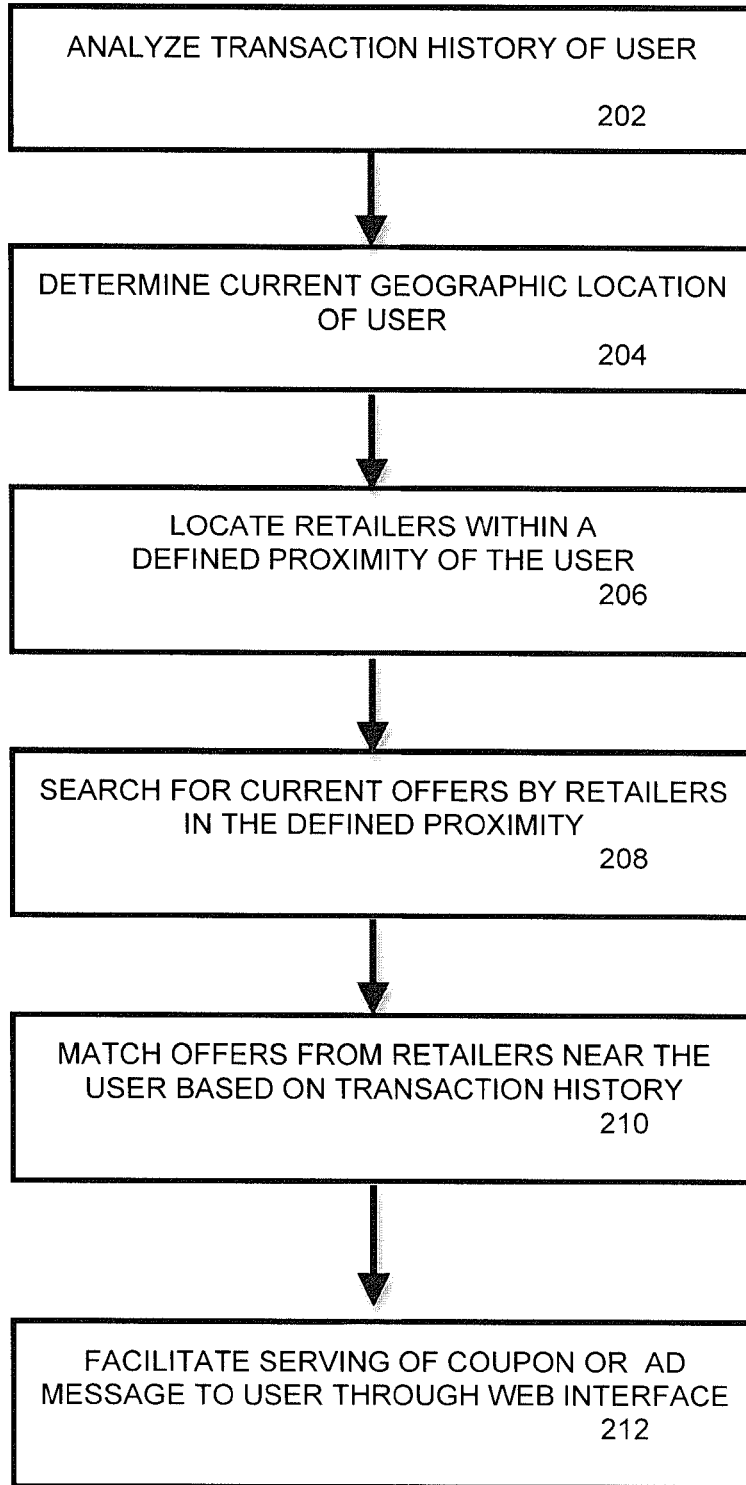 ANALYZE TRANSACTION HISTORY OF USER
202
DETERMINE CURRENT GEOGRAPHIC LOCATION
OF USER
204
LOCATE RETAILERS WITHIN A
DEFINED PROXIMITY OF THE USER
206
SEARCH FOR CURRENT OFFERS BY RETAILERS
IN THE DEFINED PROXIMITY
208
MATCH OFFERS FROM RETAILERS NEAR THE
USER BASED ON TRANSACTION HISTORY
210
FACILITATE SERVING OF COUPON OR AD
MESSAGE TO USER THROUGH WEB INTERFACE
212